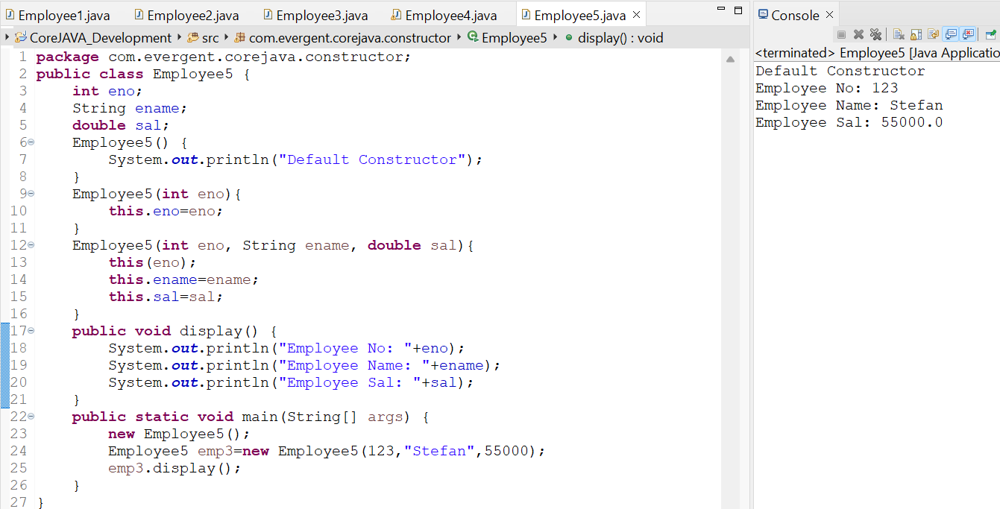 Employee1.java Employee2.java Employee3.java Employee4.java Employee5.java
CoreJAVA_Development src com.evergent.corejava.constructor Employee5 display() : void
1 package com.evergent.corejava.constructor;
2 public class Employee5 {
3     int eno;
4     String ename;
5     double sal;
6     Employee5() {
7         System.out.println("Default Constructor");
8     }
9     Employee5(int eno){
10         this.eno=eno;
11     }
12     Employee5(int eno, String ename, double sal){
13         this(eno);
14         this.ename=ename;
15         this.sal=sal;
16     }
17     public void display() {
18         System.out.println("Employee No: "+eno);
19         System.out.println("Employee Name: "+ename);
20         System.out.println("Employee Sal: "+sal);
21     }
22     public static void main(String[] args) {
23         new Employee5();
24         Employee5 emp3=new Employee5(123,"Stefan",55000);
25         emp3.display();
26     }
27 }
Console
<terminated> Employee5 [Java Applicatio
Default Constructor
Employee No: 123
Employee Name: Stefan
Employee Sal: 55000.0